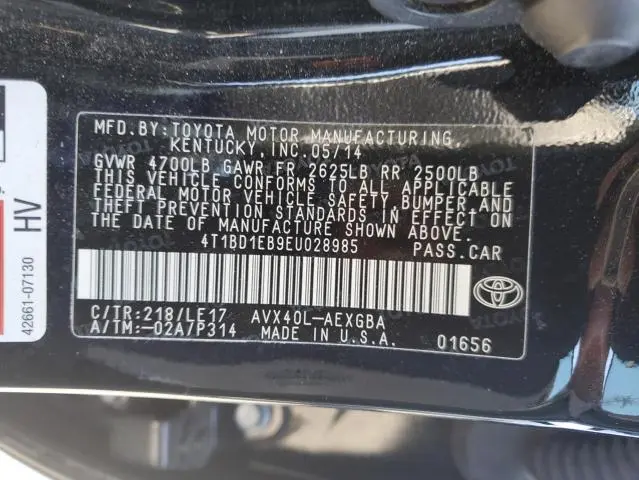 MFD.BY:TOYOTA MOTOR MANUFACTURING,
KENTUCKY, INC. 05/14
GVWR 4700LB GAWR FR 2625LB RR 2500LB
THIS VEHICLE CONFORMS TO ALL APPLICABLE
FEDERAL MOTOR VEHICLE SAFETY, BUMPER, AND
THEFT PREVENTION STANDARDS IN EFFECT ON
THE DATE OF MANUFACTURE SHOWN ABOVE.
4T1BD1EB9EU028985 PASS.CAR
C/TR:218/LE17 AVX40L-AEXGBA
A/TM:-02A/P314 MADE IN U.S.A.
01656
HV
42661-07130